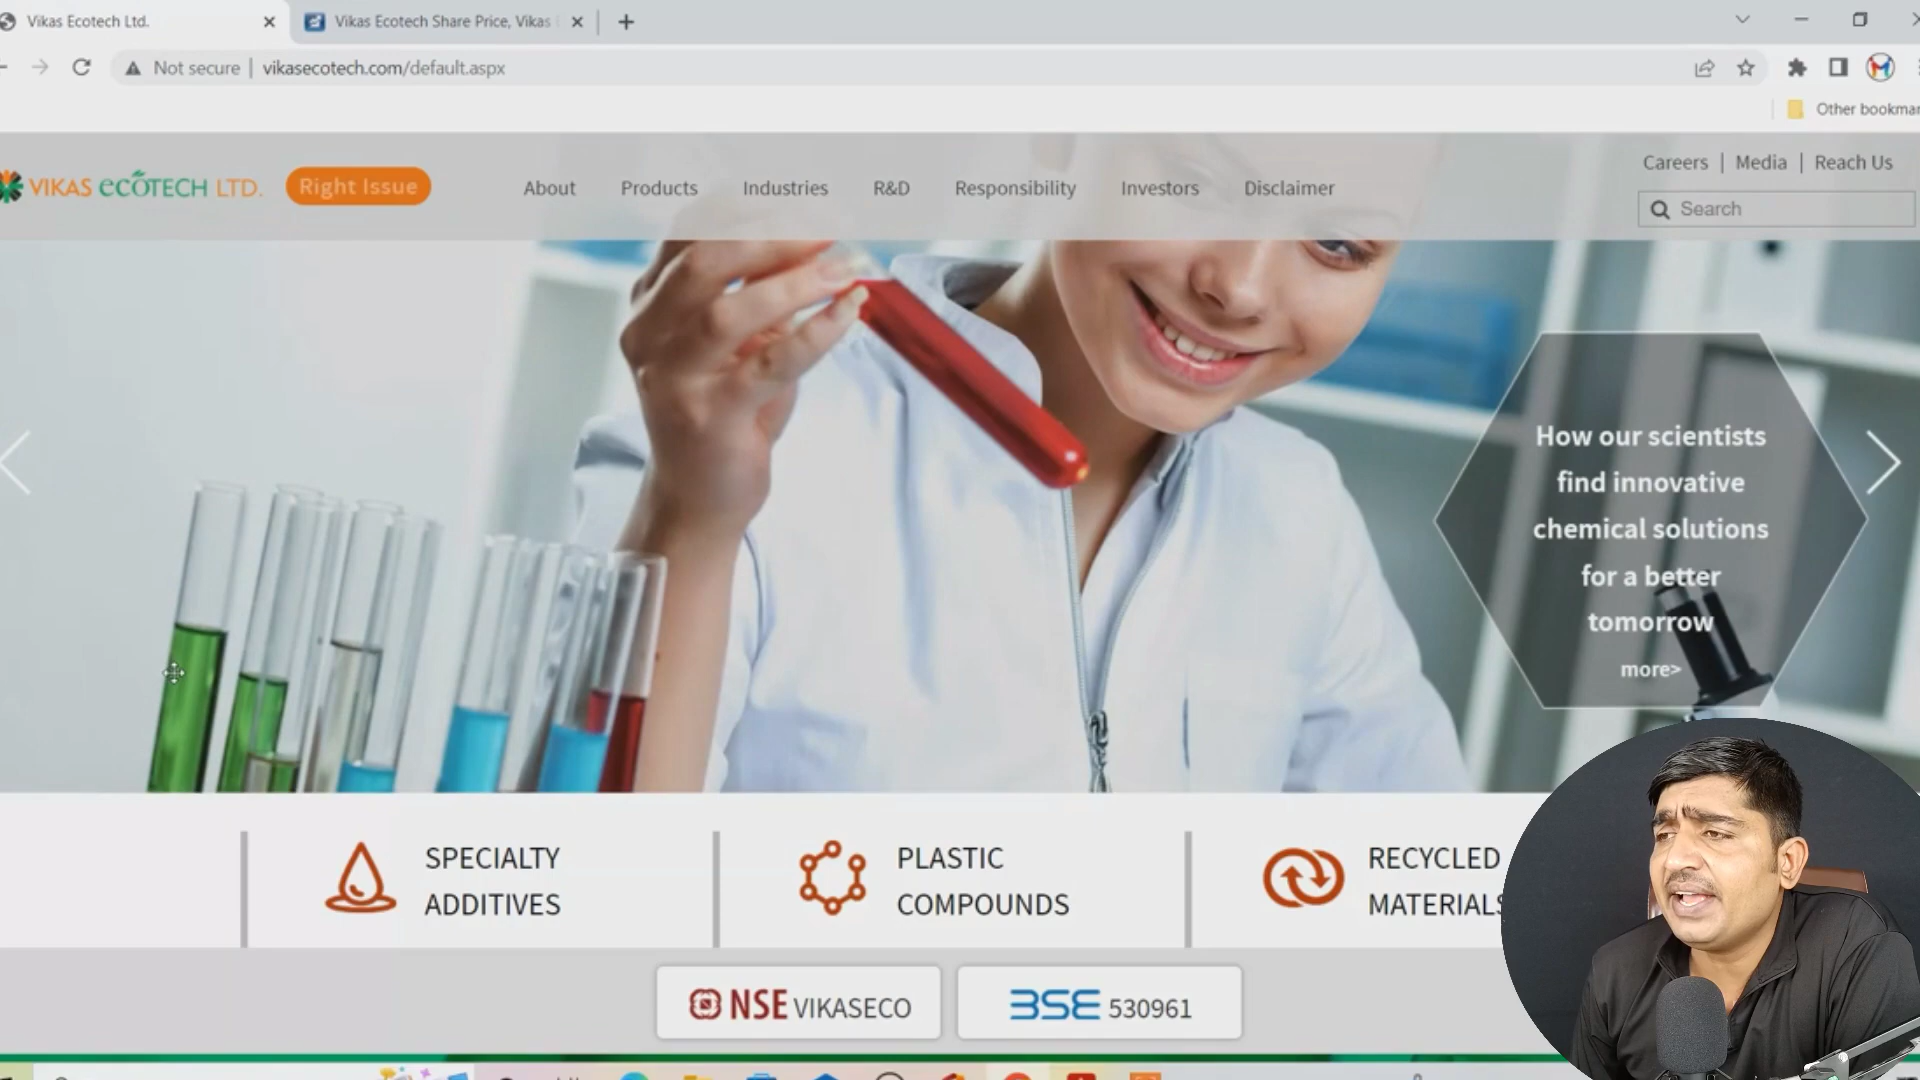 Vikas Ecotech Ltd.
Vikas Ecotech Share Price, Vikas
Not secure
vikasecotech.com/default.aspx
Other bookmar
Careers | Media | Reach Us
VIKAS ECOTECH LTD.
Right Issue
About
Products
Industries
R&D
Responsibility
Investors
Disclaimer
Search
How our scientists
find innovative
chemical solutions
for a better
tomorrow
more>
SPECIALTY
ADDITIVES
PLASTIC
COMPOUNDS
RECYCLED
MATERIALS
NSE VIKASECO
BSE 530961